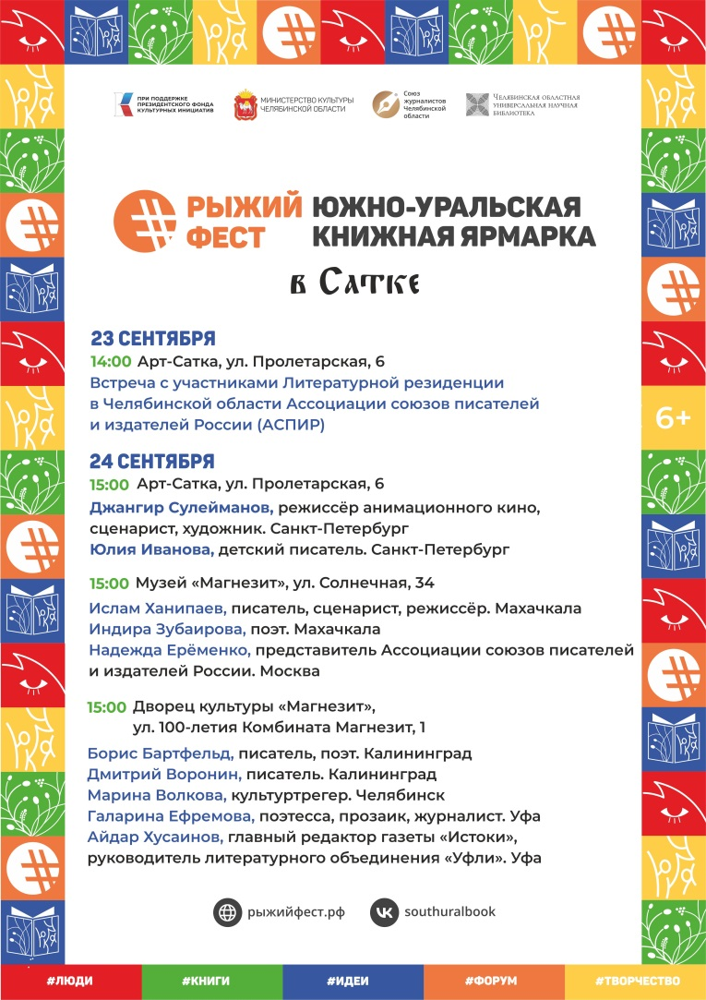 ПРИ ПОДДЕРЖКЕ
ПРЕЗИДЕНТСКОГО ФОНДА
КУЛЬТУРНЫХ ИНИЦИАТИВ
МИНИСТЕРСТВО КУЛЬТУРЫ
ЧЕЛЯБИНСКОЙ ОБЛАСТИ
Союз
журналистов
Челябинской
области
Челябинская областная
универсальная научная
библиотека
РЫЖИЙ
ФЕСТ
ЮЖНО-УРАЛЬСКАЯ
КНИЖНАЯ ЯРМАРКА
в Сатке
23 СЕНТЯБРЯ
14:00 Арт-Сатка, ул. Пролетарская, 6
Встреча с участниками Литературной резиденции
в Челябинской области Ассоциации союзов писателей
и издателей России (АСПИР)
6+
24 СЕНТЯБРЯ
15:00 Арт-Сатка, ул. Пролетарская, 6
Джангир Сулейманов, режиссёр анимационного кино,
сценарист, художник. Санкт-Петербург
Юлия Иванова, детский писатель. Санкт-Петербург
15:00 Музей «Магнезит», ул. Солнечная, 34
Ислам Ханипаев, писатель, сценарист, режиссёр. Махачкала
Индира Зубаирова, поэт. Махачкала
Надежда Ерёменко, представитель Ассоциации союзов писателей
и издателей России. Москва
15:00 Дворец культуры «Магнезит»,
ул. 100-летия Комбината Магнезит, 1
Борис Бартфельд, писатель, поэт. Калининград
Дмитрий Воронин, писатель. Калининград
Марина Волкова, культуртрегер. Челябинск
Галарина Ефремова, поэтесса, прозаик, журналист. Уфа
Айдар Хусаинов, главный редактор газеты «Истоки»,
руководитель литературного объединения «Уфли». Уфа
рыжийфест.рф
southuralbook
#ЛЮДИ
#КНИГИ
#ИДЕИ
#ФОРУМ
#ТВОРЧЕСТВО